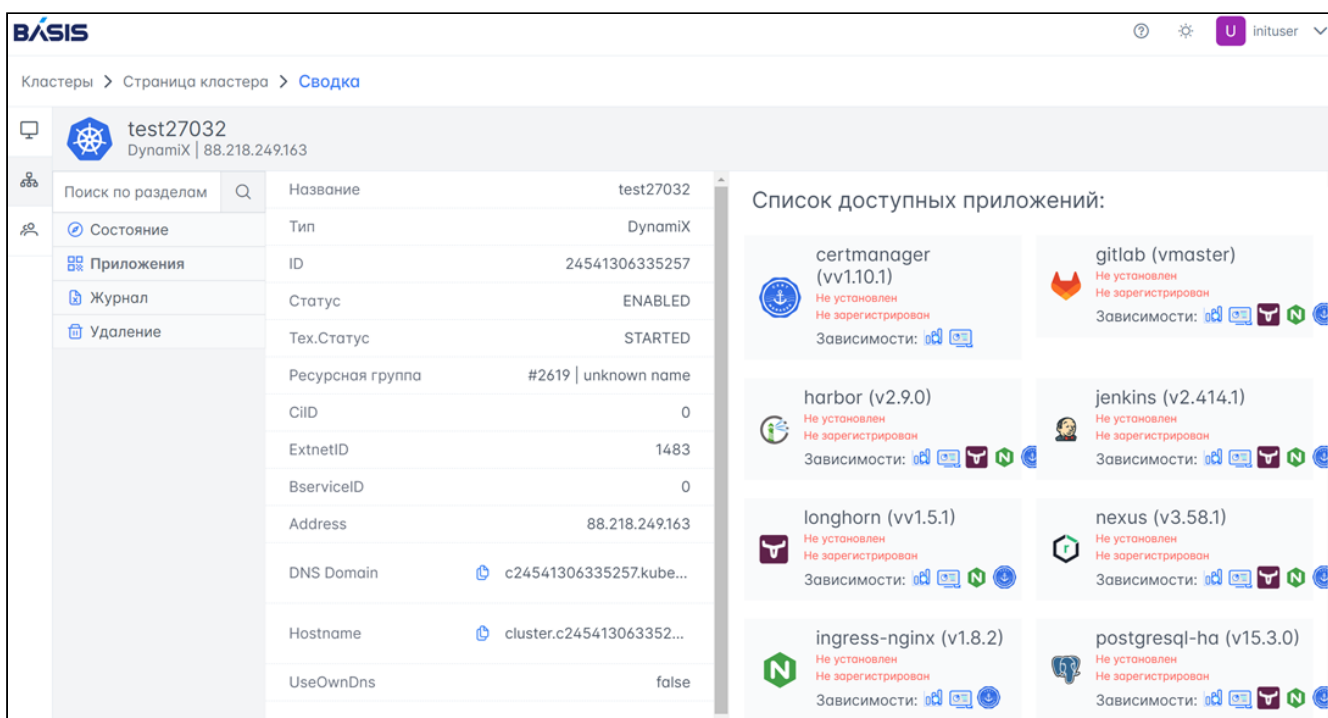 BÁSIS
U inituser
Кластеры > Страница кластера > Сводка
test27032
DynamiX | 88.218.249.163
Поиск по разделам
Состояние
Приложения
Журнал
Удаление
Название test27032
Тип DynamiX
ID 24541306335257
Статус ENABLED
Тех.Статус STARTED
Ресурсная группа #2619 | unknown name
CiID 0
ExtnetID 1483
BserviceID 0
Address 88.218.249.163
DNS Domain c24541306335257.kube...
Hostname cluster.c245413063352...
UseOwnDns false
Список доступных приложений:
certmanager
(vv1.10.1)
Не установлен
Не зарегистрирован
Зависимости:
gitlab (vmaster)
Не установлен
Не зарегистрирован
Зависимости:
harbor (v2.9.0)
Не установлен
Не зарегистрирован
Зависимости:
jenkins (v2.414.1)
Не установлен
Не зарегистрирован
Зависимости:
longhorn (vv1.5.1)
Не установлен
Не зарегистрирован
Зависимости:
nexus (v3.58.1)
Не установлен
Не зарегистрирован
Зависимости:
ingress-nginx (v1.8.2)
Не установлен
Не зарегистрирован
Зависимости:
postgresql-ha (v15.3.0)
Не установлен
Не зарегистрирован
Зависимости: